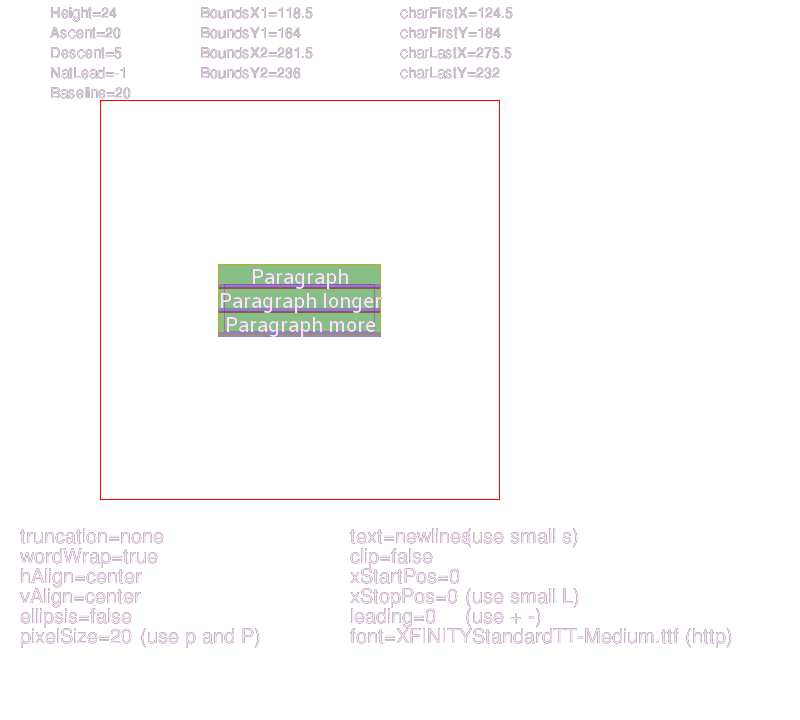 Height=24 BoundsX1=118.5 charFirstX=124.5
Ascent=20 BoundsY1=164 charFirstY=184
Descent=5 BoundsX2=281.5 charLastX=275.5
NatLead=-1 BoundsY2=236 charLastY=232
Baseline=20
Paragraph
Paragraph longer
Paragraph more
truncation=none text=newlines(use small s)
wordWrap=true clip=false
hAlign=center xStartPos=0
vAlign=center xStopPos=0 (use small L)
ellipsis=false leading=0 (use + -)
pixelSize=20 (use p and P) font=XFINITYStandardTT-Medium.ttf (http)